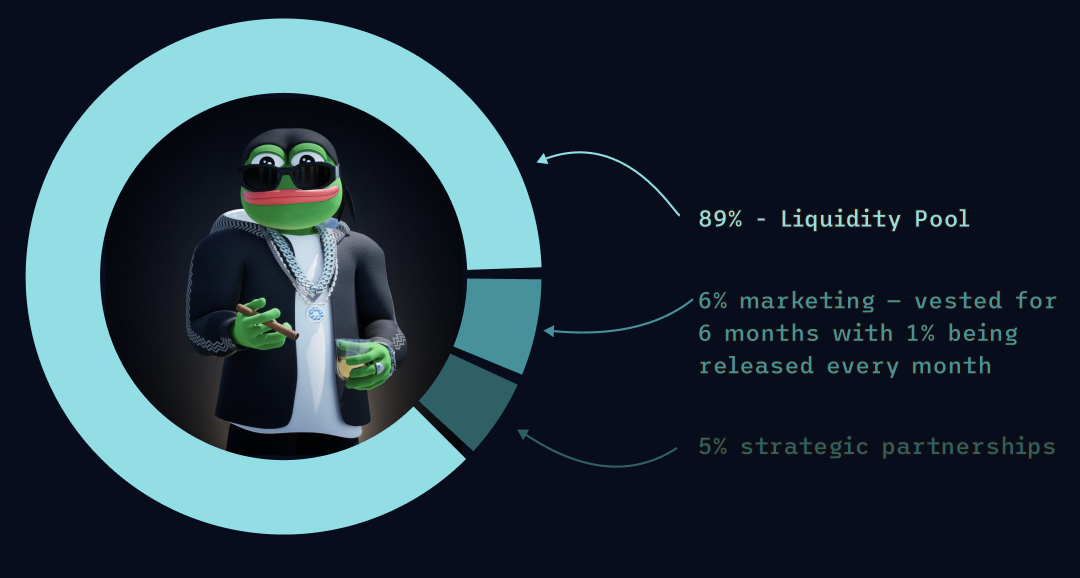 89% - Liquidity Pool
6% marketing – vested for
6 months with 1% being
released every month
5% strategic partnerships